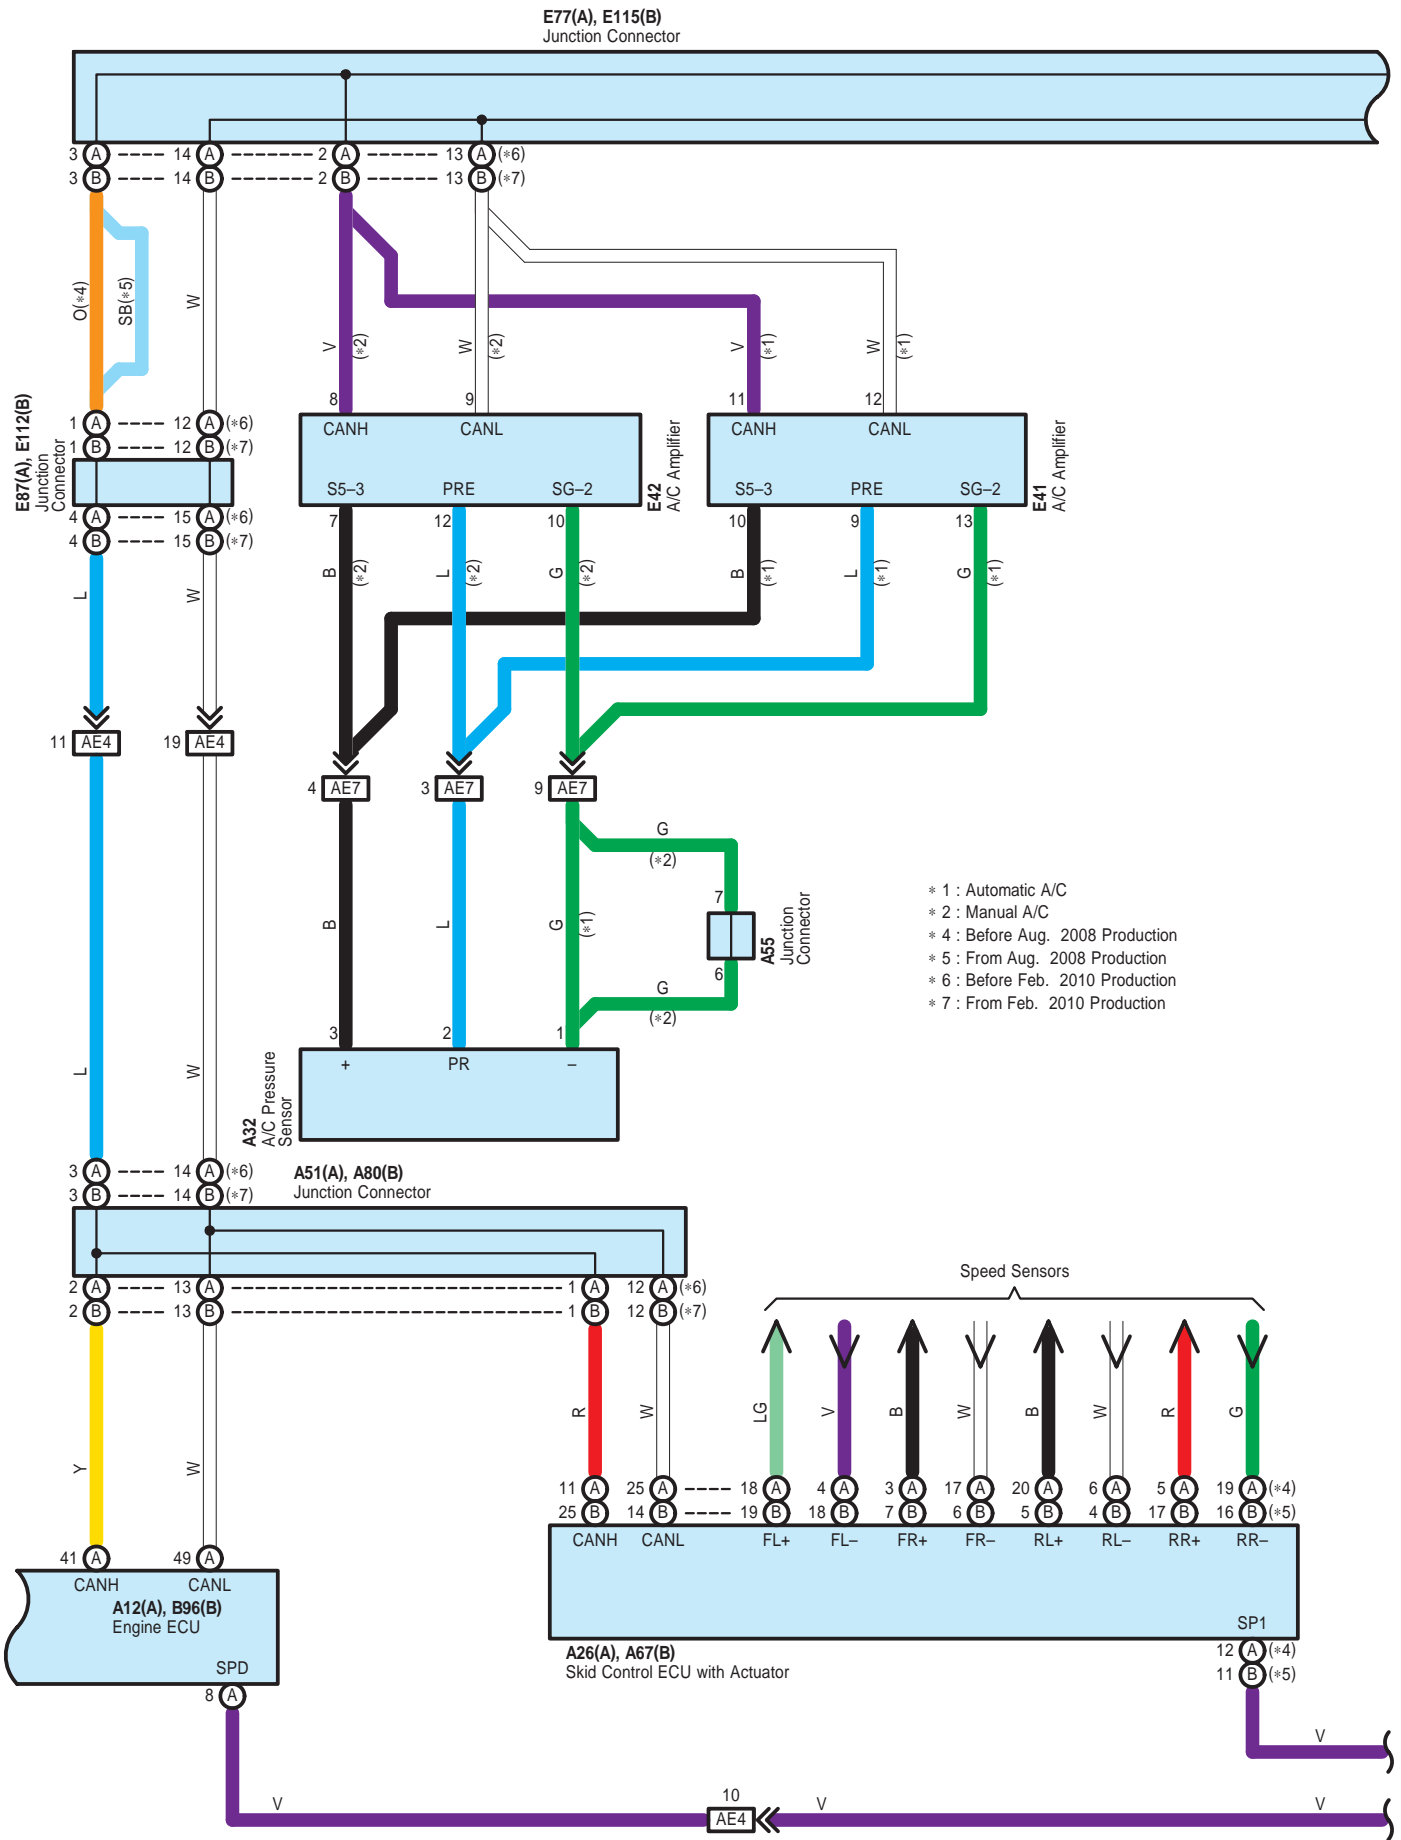 E77(A), E115(B)
Junction Connector
3 A 14 A 2 A 13 A (*6)
3 B 14 B 2 B 13 B (*7)
O(*4)
SB(*5)
W
V
(*2)
W
(*2)
V
(*1)
W
(*1)
E87(A), E112(B)
Junction
Connector
1 A 12 A (*6)
1 B 12 B (*7)
4 A 15 A (*6)
4 B 15 B (*7)
8 9
CANH CANL
S5–3 PRE SG–2
7 12 10
E42
A/C Amplifier
11 12
CANH CANL
S5–3 PRE SG–2
10 9 13
E41
A/C Amplifier
L
W
B
(*2)
L
(*2)
G
(*2)
B
(*1)
L
(*1)
G
(*1)
11 AE4
19 AE4
4 AE7
3 AE7
9 AE7
G
(*2)
7
A55
Junction
Connector
6
G
(*2)
B
L
G
(*1)
* 1 : Automatic A/C
* 2 : Manual A/C
* 4 : Before Aug. 2008 Production
* 5 : From Aug. 2008 Production
* 6 : Before Feb. 2010 Production
* 7 : From Feb. 2010 Production
3 2 1
+ PR –
A32
A/C Pressure
Sensor
L
W
3 A 14 A (*6)
3 B 14 B (*7)
A51(A), A80(B)
Junction Connector
2 A 13 A 1 A 12 A (*6)
2 B 13 B 1 B 12 B (*7)
Speed Sensors
Y
W
R
W
LG
V
B
W
B
W
R
G
11 A 25 A 18 A 4 A 3 A 17 A 20 A 6 A 5 A 19 A (*4)
25 B 14 B 19 B 18 B 7 B 6 B 5 B 4 B 17 B 16 B (*5)
CANH CANL FL+ FL– FR+ FR– RL+ RL– RR+ RR–
SP1
A26(A), A67(B)
Skid Control ECU with Actuator
12 A (*4)
11 B (*5)
41 A 49 A
CANH CANL
A12(A), B96(B)
Engine ECU
SPD
8 A
V
V
10
AE4
V
V